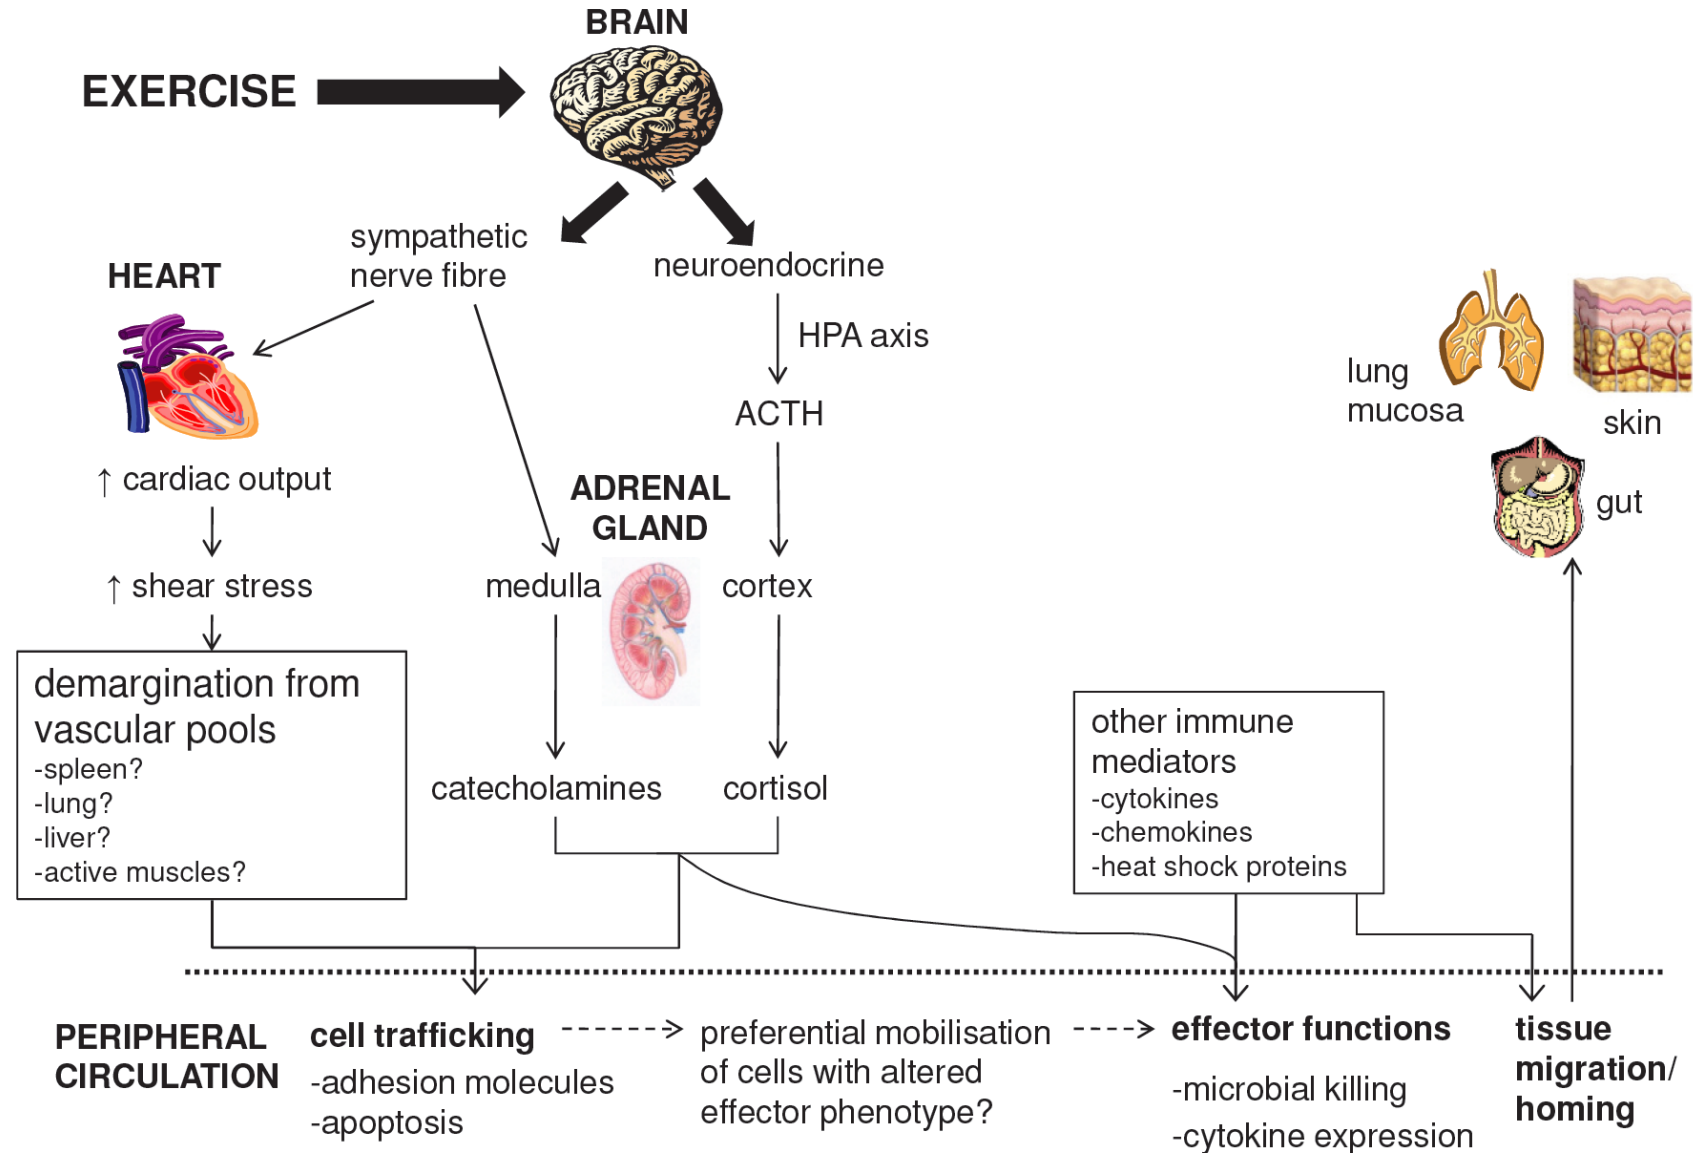 BRAIN
EXERCISE
sympathetic
nerve fibre
neuroendocrine
HEART
HPA axis
lung
mucosa
skin
ACTH
↑ cardiac output
ADRENAL
GLAND
gut
↑ shear stress
medulla
cortex
demargination from
vascular pools
-spleen?
-lung?
-liver?
-active muscles?
catecholamines
cortisol
other immune
mediators
-cytokines
-chemokines
-heat shock proteins
PERIPHERAL
CIRCULATION
cell trafficking
-adhesion molecules
-apoptosis
preferential mobilisation
of cells with altered
effector phenotype?
effector functions
-microbial killing
-cytokine expression
tissue
migration/
homing